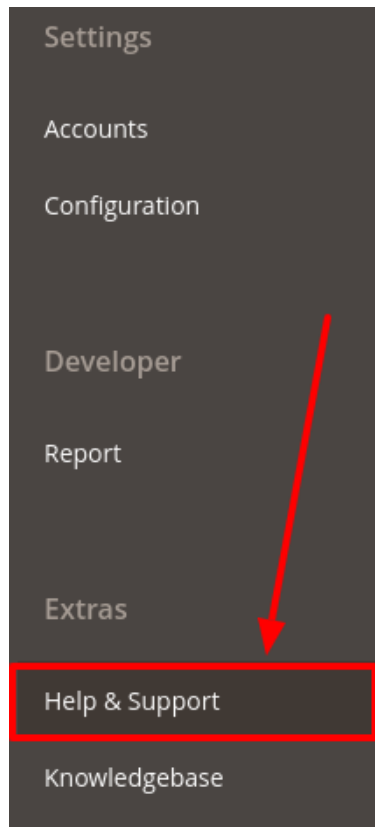 Settings
Accounts
Configuration
Developer
Report
Extras
Help & Support
Knowledgebase